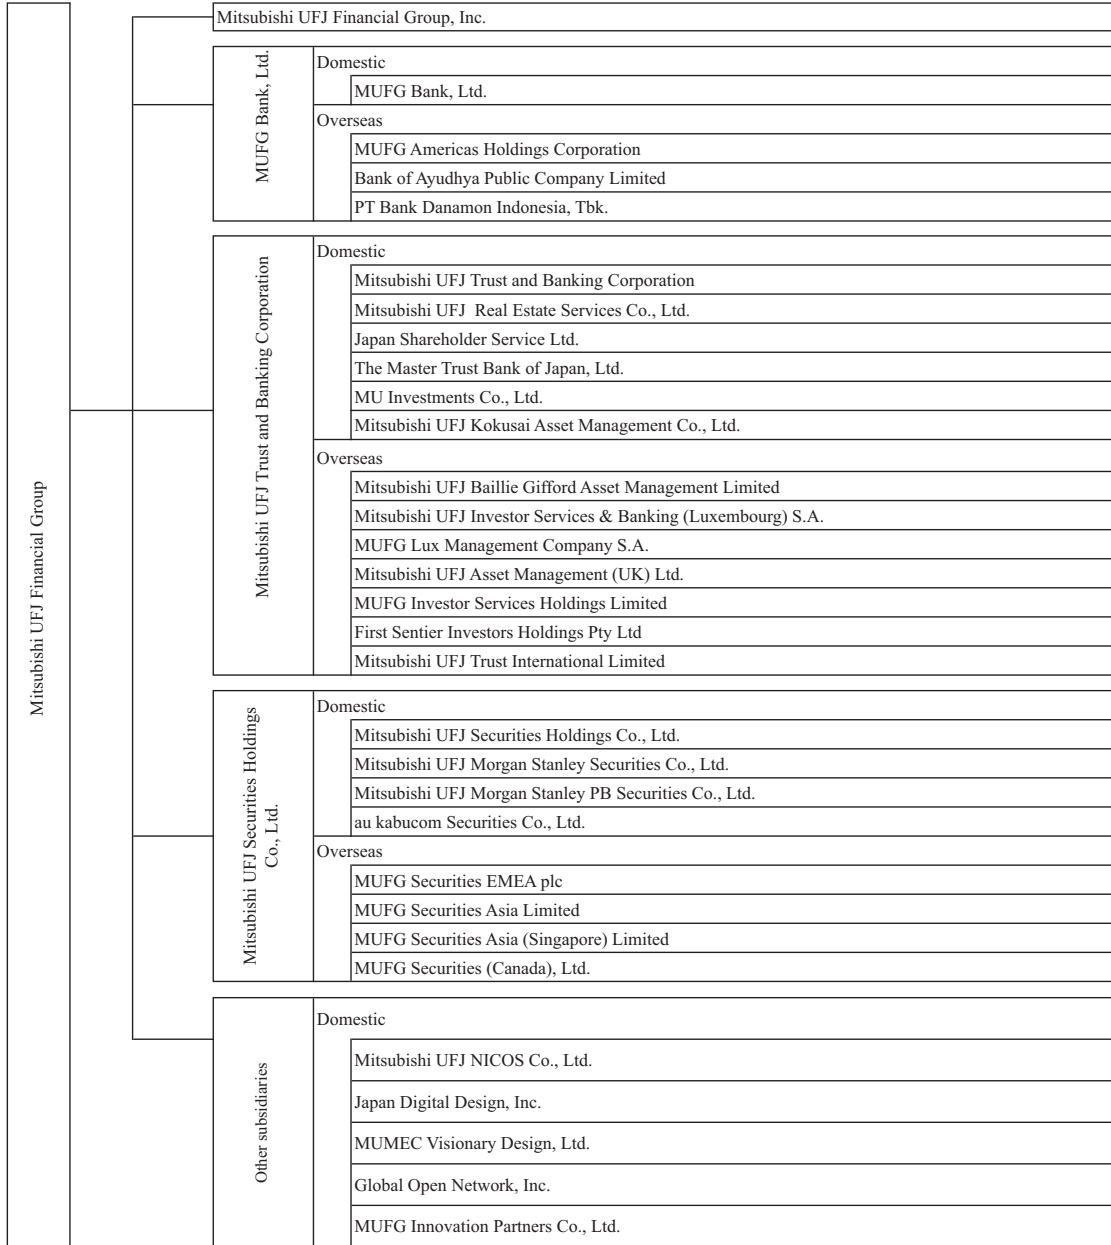 Mitsubishi UFJ Financial Group
Mitsubishi UFJ Financial Group, Inc.
MUFG Bank, Ltd.
Domestic
MUFG Bank, Ltd.
Overseas
MUFG Americas Holdings Corporation
Bank of Ayudhya Public Company Limited
PT Bank Danamon Indonesia, Tbk.
Mitsubishi UFJ Trust and Banking Corporation
Domestic
Mitsubishi UFJ Trust and Banking Corporation
Mitsubishi UFJ Real Estate Services Co., Ltd.
Japan Shareholder Service Ltd.
The Master Trust Bank of Japan, Ltd.
MU Investments Co., Ltd.
Mitsubishi UFJ Kokusai Asset Management Co., Ltd.
Overseas
Mitsubishi UFJ Baillie Gifford Asset Management Limited
Mitsubishi UFJ Investor Services & Banking (Luxembourg) S.A.
MUFG Lux Management Company S.A.
Mitsubishi UFJ Asset Management (UK) Ltd.
MUFG Investor Services Holdings Limited
First Sentier Investors Holdings Pty Ltd
Mitsubishi UFJ Trust International Limited
Mitsubishi UFJ Securities Holdings
Co., Ltd.
Domestic
Mitsubishi UFJ Securities Holdings Co., Ltd.
Mitsubishi UFJ Morgan Stanley Securities Co., Ltd.
Mitsubishi UFJ Morgan Stanley PB Securities Co., Ltd.
au kabucom Securities Co., Ltd.
Overseas
MUFG Securities EMEA plc
MUFG Securities Asia Limited
MUFG Securities Asia (Singapore) Limited
MUFG Securities (Canada), Ltd.
Other subsidiaries
Domestic
Mitsubishi UFJ NICOS Co., Ltd.
Japan Digital Design, Inc.
MUMEC Visionary Design, Ltd.
Global Open Network, Inc.
MUFG Innovation Partners Co., Ltd.